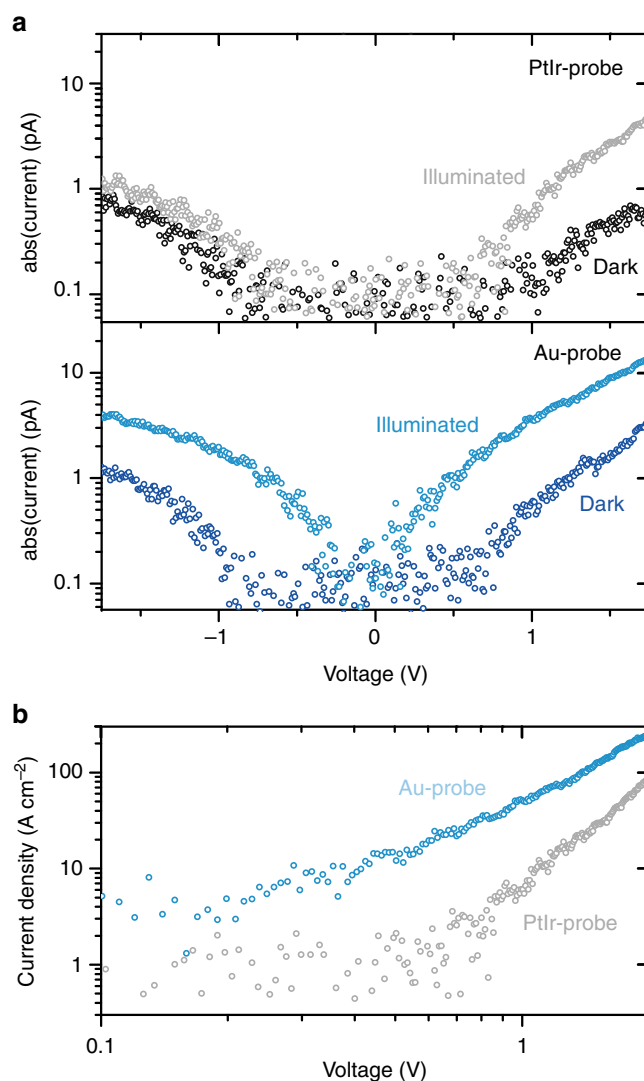 a
PtIr-probe
10
Illuminated
1
abs(current) (pA)
Dark
0.1
Au-probe
10
Illuminated
1
abs(current) (pA)
Dark
0.1
−1 0 1
Voltage (V)
b
100
Au-probe
10
Current density (A cm−2)
PtIr-probe
1
0.1 1
Voltage (V)